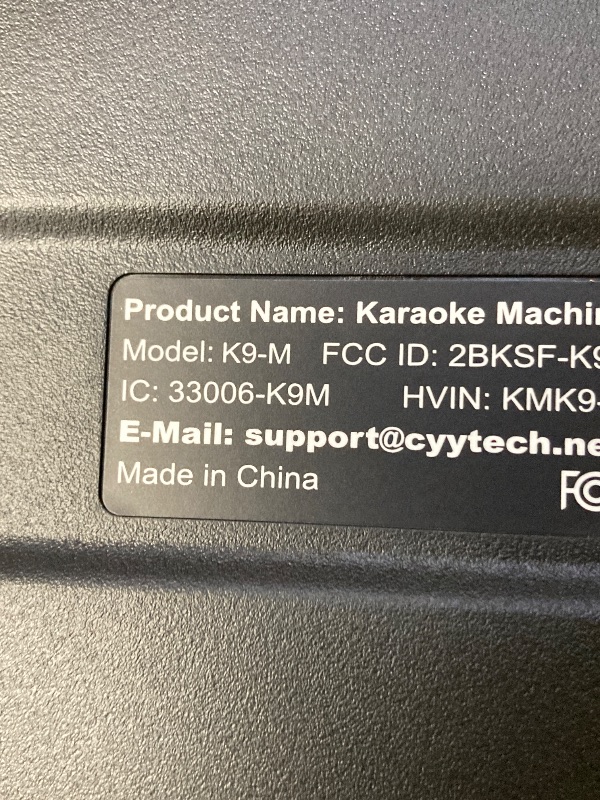 Product Name: Karaoke Machin
Model: K9-M FCC ID: 2BKSF-K9
IC: 33006-K9M HVIN: KMK9-
E-Mail: support@cyytech.ne
Made in China
FC